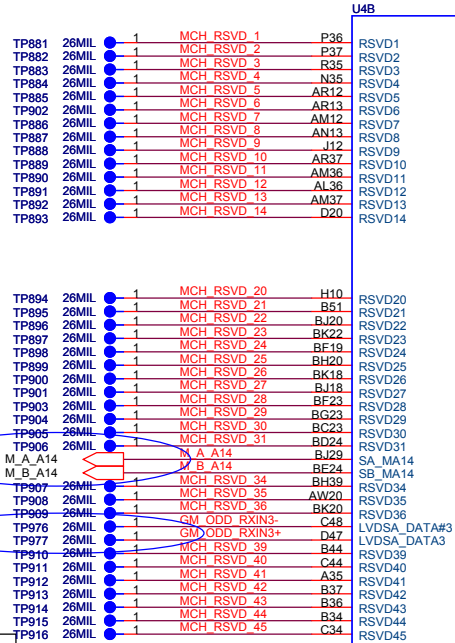 U4B
TP881 26MIL 1 MCH_RSVD_1 P36 RSVD1
TP882 26MIL 1 MCH_RSVD_2 P37 RSVD2
TP883 26MIL 1 MCH_RSVD_3 R35 RSVD3
TP884 26MIL 1 MCH_RSVD_4 N35 RSVD4
TP885 26MIL 1 MCH_RSVD_5 AR12 RSVD5
TP902 26MIL 1 MCH_RSVD_6 AR13 RSVD6
TP886 26MIL 1 MCH_RSVD_7 AM12 RSVD7
TP887 26MIL 1 MCH_RSVD_8 AN13 RSVD8
TP888 26MIL 1 MCH_RSVD_9 J12 RSVD9
TP889 26MIL 1 MCH_RSVD_10 AR37 RSVD10
TP890 26MIL 1 MCH_RSVD_11 AM36 RSVD11
TP891 26MIL 1 MCH_RSVD_12 AL36 RSVD12
TP892 26MIL 1 MCH_RSVD_13 AM37 RSVD13
TP893 26MIL 1 MCH_RSVD_14 D20 RSVD14
TP894 26MIL 1 MCH_RSVD_20 H10 RSVD20
TP895 26MIL 1 MCH_RSVD_21 B51 RSVD21
TP896 26MIL 1 MCH_RSVD_22 BJ20 RSVD22
TP897 26MIL 1 MCH_RSVD_23 BK22 RSVD23
TP898 26MIL 1 MCH_RSVD_24 BF19 RSVD24
TP899 26MIL 1 MCH_RSVD_25 BH20 RSVD25
TP900 26MIL 1 MCH_RSVD_26 BK18 RSVD26
TP901 26MIL 1 MCH_RSVD_27 BJ18 RSVD27
TP903 26MIL 1 MCH_RSVD_28 BF23 RSVD28
TP904 26MIL 1 MCH_RSVD_29 BG23 RSVD29
TP905 26MIL 1 MCH_RSVD_30 BC23 RSVD30
TP906 26MIL 1 MCH_RSVD_31 BD24 RSVD31
M_A_A14 M_A_A14 BJ29 SA_MA14
M_B_A14 M_B_A14 BE24 SB_MA14
TP907 26MIL 1 MCH_RSVD_34 BH39 RSVD34
TP908 26MIL 1 MCH_RSVD_35 AW20 RSVD35
TP909 26MIL 1 MCH_RSVD_36 BK20 RSVD36
TP976 26MIL 1 GM_ODD_RXIN3- C48 LVDSA_DATA#3
TP977 26MIL 1 GM_ODD_RXIN3+ D47 LVDSA_DATA3
TP910 26MIL 1 MCH_RSVD_39 B44 RSVD39
TP911 26MIL 1 MCH_RSVD_40 C44 RSVD40
TP912 26MIL 1 MCH_RSVD_41 A35 RSVD41
TP913 26MIL 1 MCH_RSVD_42 B37 RSVD42
TP914 26MIL 1 MCH_RSVD_43 B36 RSVD43
TP915 26MIL 1 MCH_RSVD_44 B34 RSVD44
TP916 26MIL 1 MCH_RSVD_45 C34 RSVD45